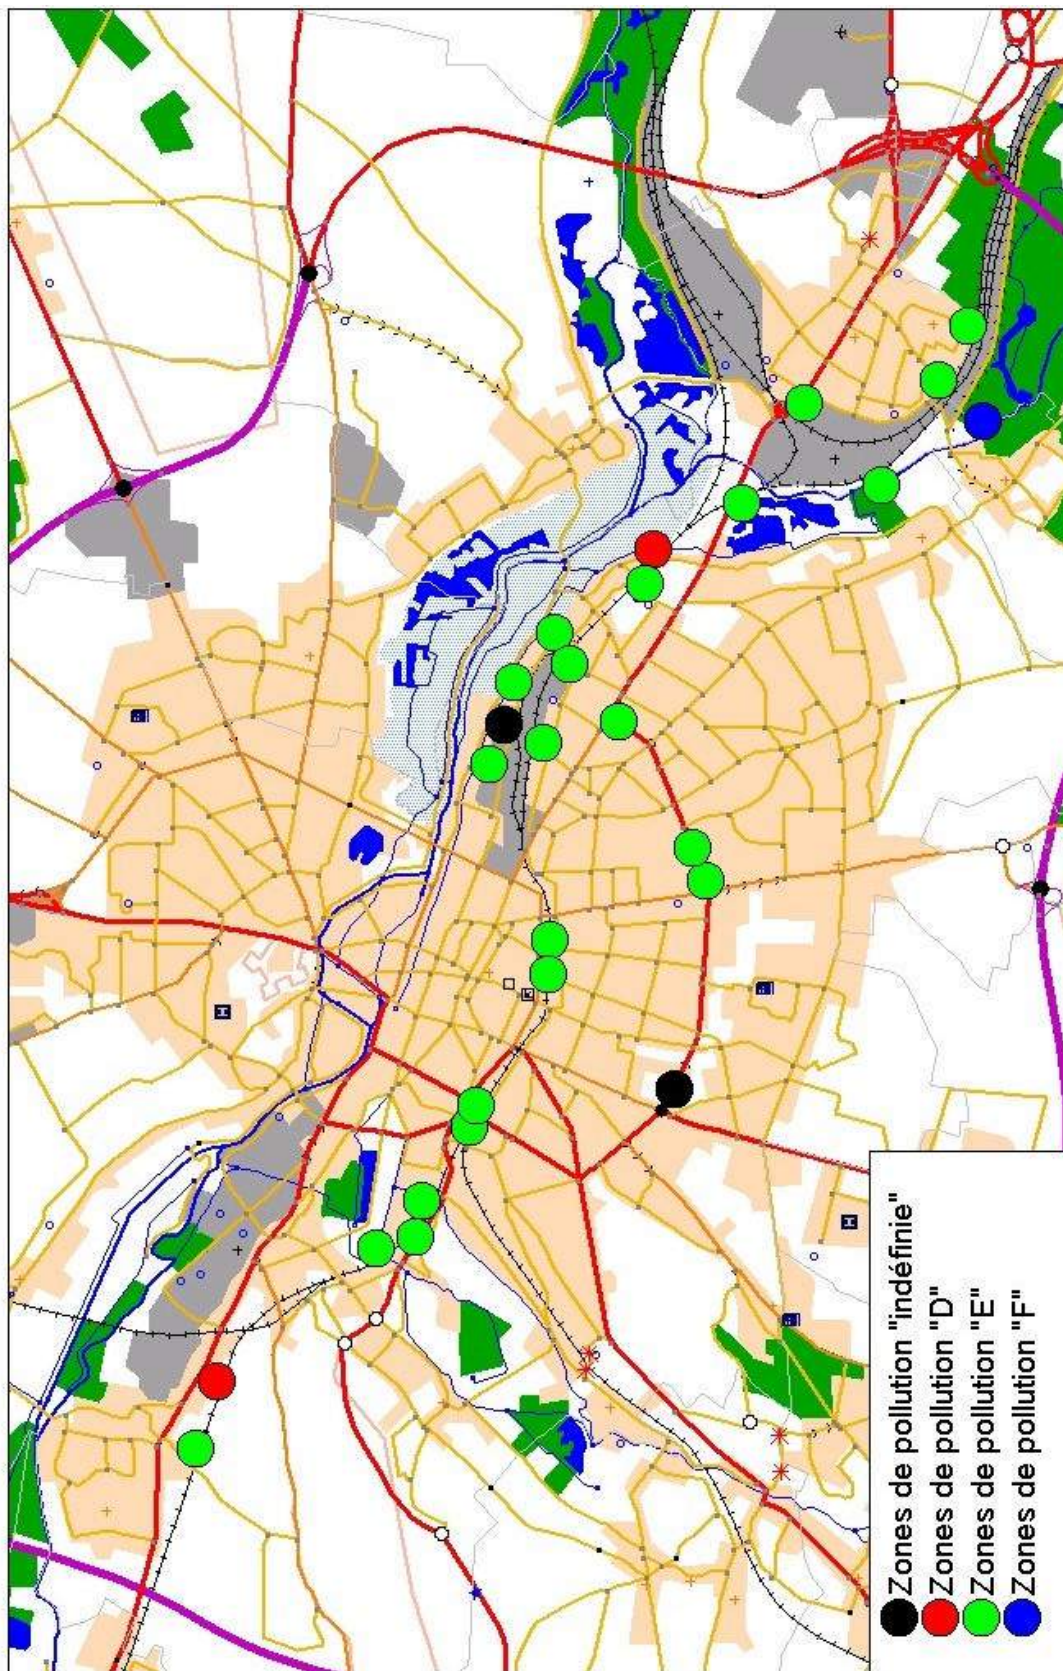 Zones de pollution "indéfinie"
Zones de pollution "D"
Zones de pollution "E"
Zones de pollution "F"